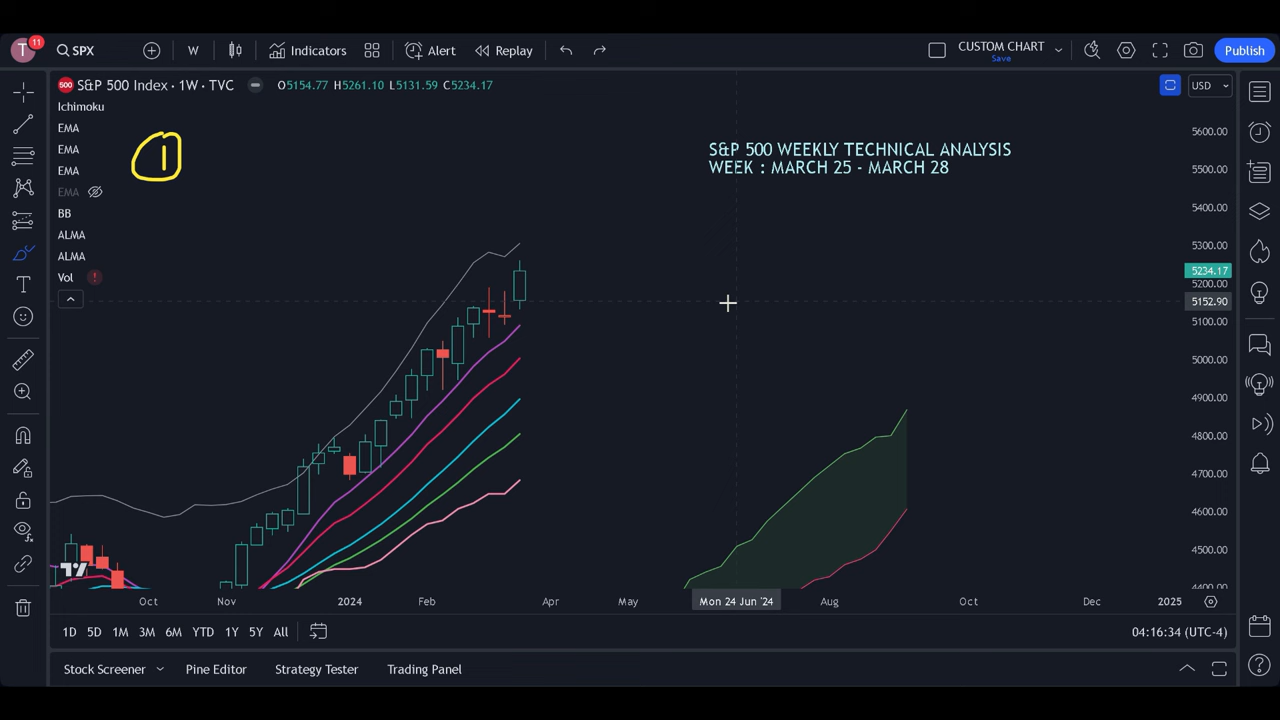 T
11
SPX
W
Indicators
Alert
Replay
CUSTOM CHART
Save
Publish
500
S&P 500 Index · 1W · TVC
O5154.77 H5261.10 L5131.59 C5234.17
USD
Ichimoku
EMA
EMA
EMA
EMA
BB
ALMA
ALMA
Vol
1
S&P 500 WEEKLY TECHNICAL ANALYSIS
WEEK : MARCH 25 - MARCH 28
5600.00
5500.00
5400.00
5300.00
5234.17
5200.00
5152.90
5100.00
5000.00
4900.00
4800.00
4700.00
4600.00
4500.00
4400.00
Oct
Nov
2024
Feb
Apr
May
Mon 24 Jun '24
Aug
Oct
Dec
2025
1D 5D 1M 3M 6M YTD 1Y 5Y All
04:16:34 (UTC-4)
Stock Screener
Pine Editor
Strategy Tester
Trading Panel